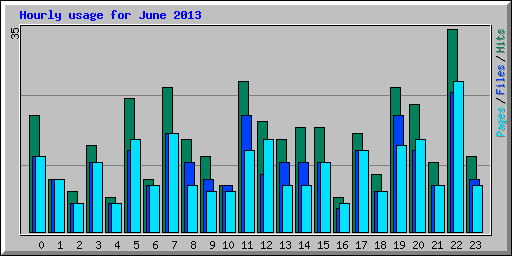 Hourly usage for June 2013
35
Pages/Files/Hits
0 1 2 3 4 5 6 7 8 9 10 11 12 13 14 15 16 17 18 19 20 21 22 23